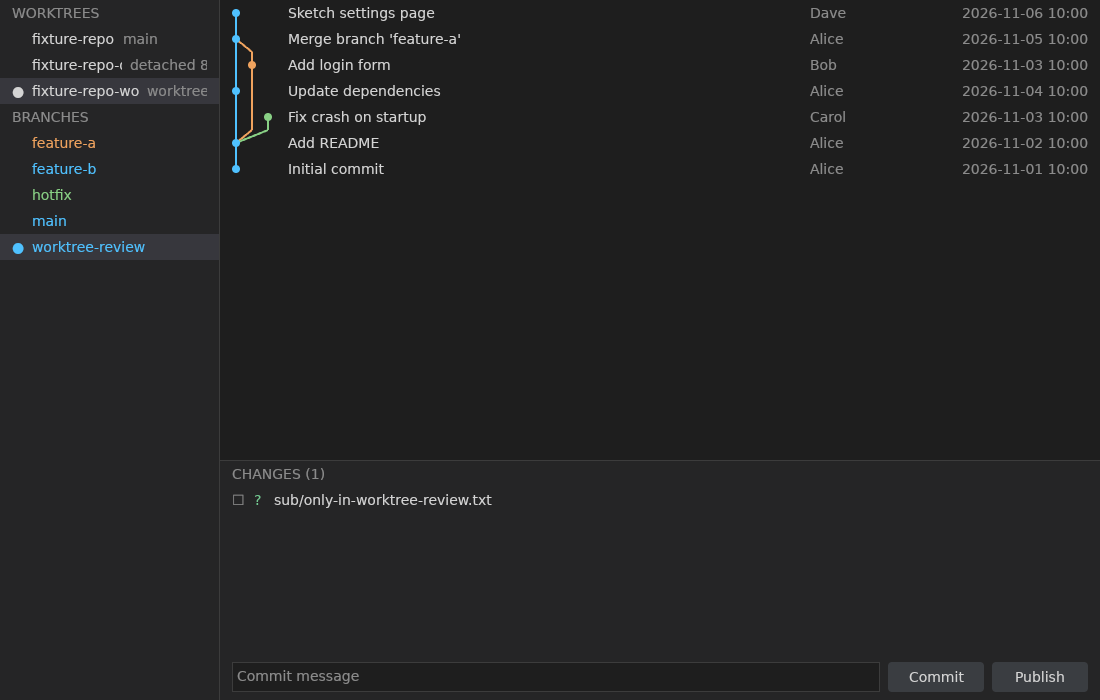 WORKTREES
fixture-repo main
fixture-repo- detached 8
fixture-repo-wo worktree
BRANCHES
feature-a
feature-b
hotfix
main
worktree-review
Sketch settings page Dave 2026-11-06 10:00
Merge branch 'feature-a' Alice 2026-11-05 10:00
Add login form Bob 2026-11-03 10:00
Update dependencies Alice 2026-11-04 10:00
Fix crash on startup Carol 2026-11-03 10:00
Add README Alice 2026-11-02 10:00
Initial commit Alice 2026-11-01 10:00
CHANGES (1)
? sub/only-in-worktree-review.txt
Commit message
Commit
Publish